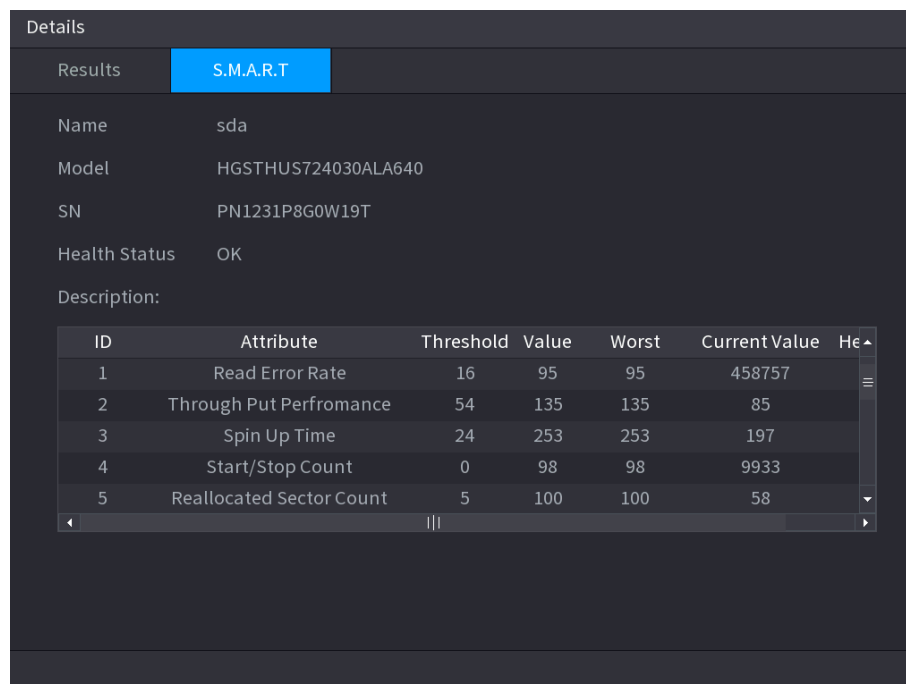 Details
Results S.M.A.R.T
Name sda
Model HGSTHUS724030ALA640
SN PN1231P8G0W19T
Health Status OK
Description:
ID Attribute Threshold Value Worst Current Value He
1 Read Error Rate 16 95 95 458757
2 Through Put Perfromance 54 135 135 85
3 Spin Up Time 24 253 253 197
4 Start/Stop Count 0 98 98 9933
5 Reallocated Sector Count 5 100 100 58